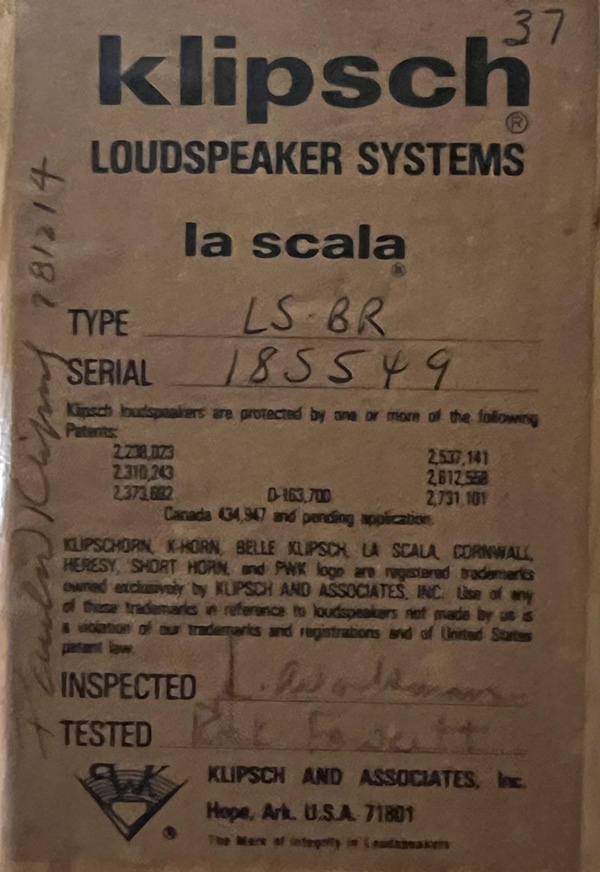 37
klipsch®
LOUDSPEAKER SYSTEMS
la scala®
TYPE LS-BR
SERIAL 185549
Klipsch loudspeakers are protected by one or more of the following
Patents:
2,238,023 2,537,141
2,310,243 2,612,558
2,373,692 D-163,700 2,731,101
Canada 434,947 and pending application.
KLIPSCHORN, K-HORN, BELLE KLIPSCH, LA SCALA, CORNWALL,
HERESY, SHORT HORN, and PWK logo are registered trademarks
owned exclusively by KLIPSCH AND ASSOCIATES, INC. Use of any
of these trademarks in reference to loudspeakers not made by us is
a violation of our trademarks and registrations and of United States
patent law.
INSPECTED
TESTED
PWK ®
KLIPSCH AND ASSOCIATES, Inc.
Hope, Ark. U.S.A. 71801
The Mark of integrity in Loudspeakers
Klipsch 781214